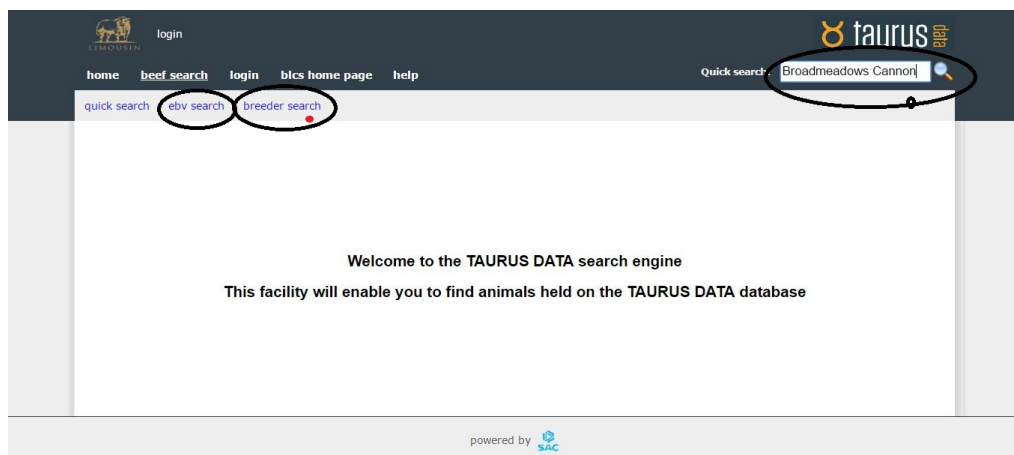 LIMOUSIN
login
taurus data
home beef search login blcs home page help
Quick search: Broadmeadows Cannon
quick search ebv search breeder search
Welcome to the TAURUS DATA search engine
This facility will enable you to find animals held on the TAURUS DATA database
powered by SAC